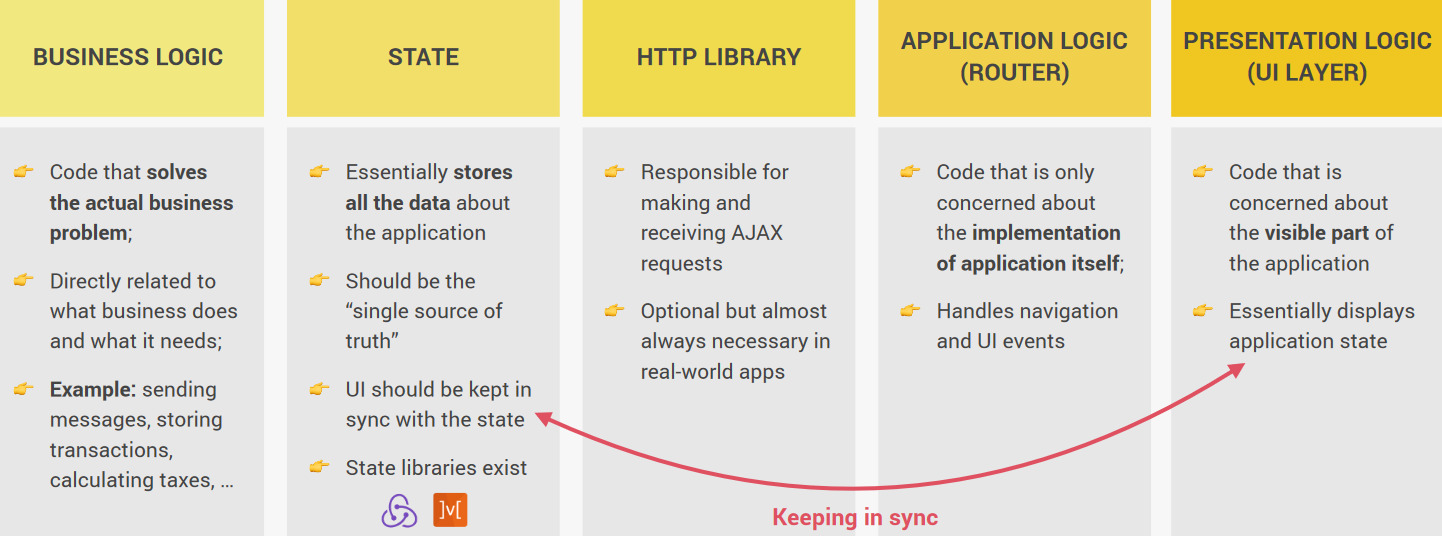 BUSINESS LOGIC
Code that solves
the actual business
problem;
Directly related to
what business does
and what it needs;
Example: sending
messages, storing
transactions,
calculating taxes, …
STATE
Essentially stores
all the data about
the application
Should be the
“single source of
truth”
UI should be kept in
sync with the state
State libraries exist
]v[
HTTP LIBRARY
Responsible for
making and
receiving AJAX
requests
Optional but almost
always necessary in
real-world apps
APPLICATION LOGIC
(ROUTER)
Code that is only
concerned about
the implementation
of application itself;
Handles navigation
and UI events
PRESENTATION LOGIC
(UI LAYER)
Code that is
concerned about
the visible part of
the application
Essentially displays
application state
Keeping in sync